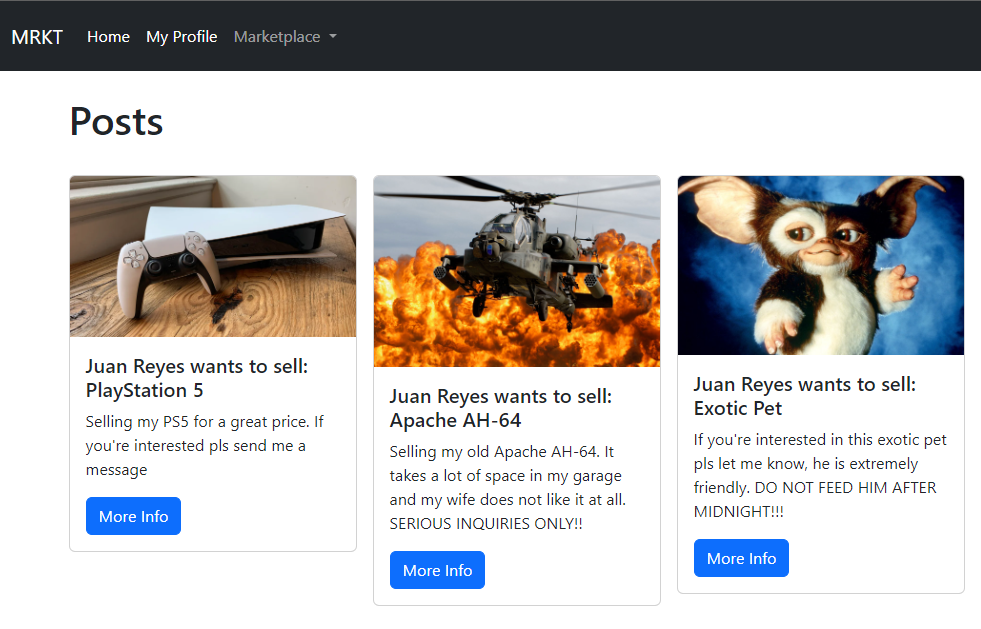 MRKT Home My Profile Marketplace
Posts
Juan Reyes wants to sell:
PlayStation 5
Selling my PS5 for a great price. If
you're interested pls send me a
message
More Info
Juan Reyes wants to sell:
Apache AH-64
Selling my old Apache AH-64. It
takes a lot of space in my garage
and my wife does not like it at all.
SERIOUS INQUIRIES ONLY!!
More Info
Juan Reyes wants to sell:
Exotic Pet
If you're interested in this exotic pet
pls let me know, he is extremely
friendly. DO NOT FEED HIM AFTER
MIDNIGHT!!!
More Info